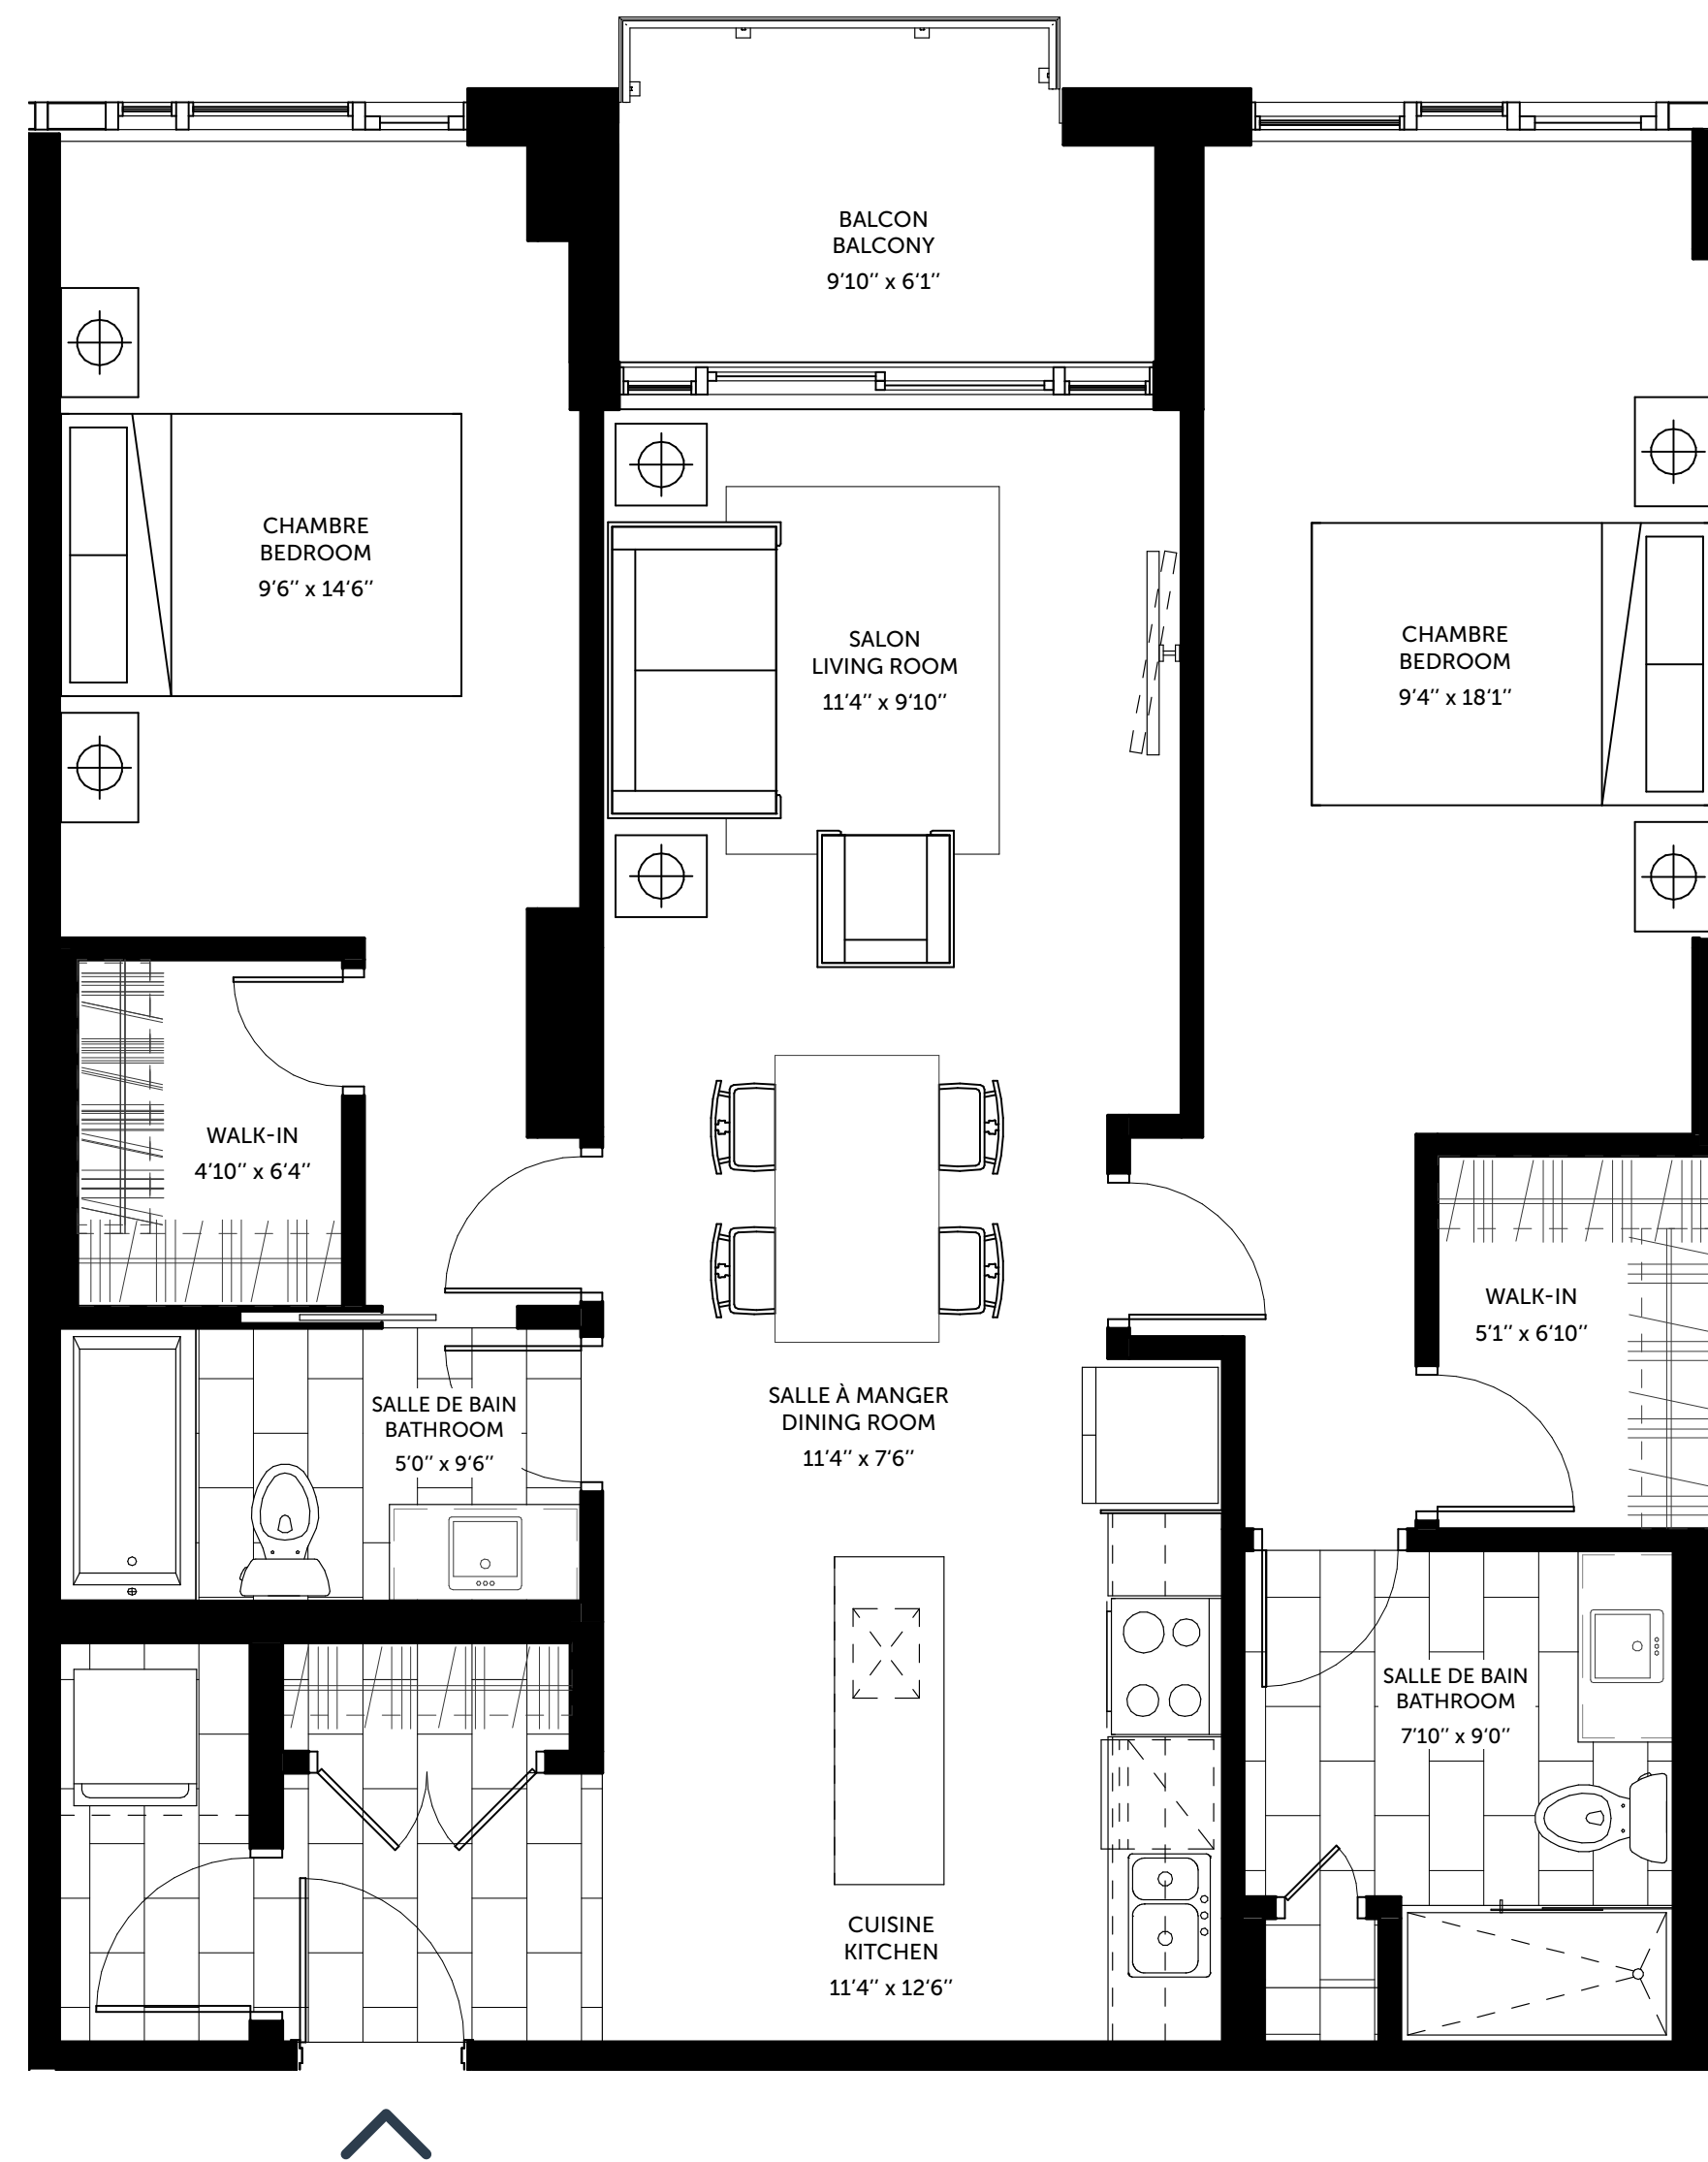 BALCON
BALCONY
9'10'' x 6'1''
CHAMBRE
BEDROOM
9'6'' x 14'6''
SALON
LIVING ROOM
11'4'' x 9'10''
CHAMBRE
BEDROOM
9'4'' x 18'1''
WALK-IN
4'10'' x 6'4''
WALK-IN
5'1'' x 6'10''
SALLE DE BAIN
BATHROOM
5'0'' x 9'6''
SALLE À MANGER
DINING ROOM
11'4'' x 7'6''
SALLE DE BAIN
BATHROOM
7'10'' x 9'0''
CUISINE
KITCHEN
11'4'' x 12'6''